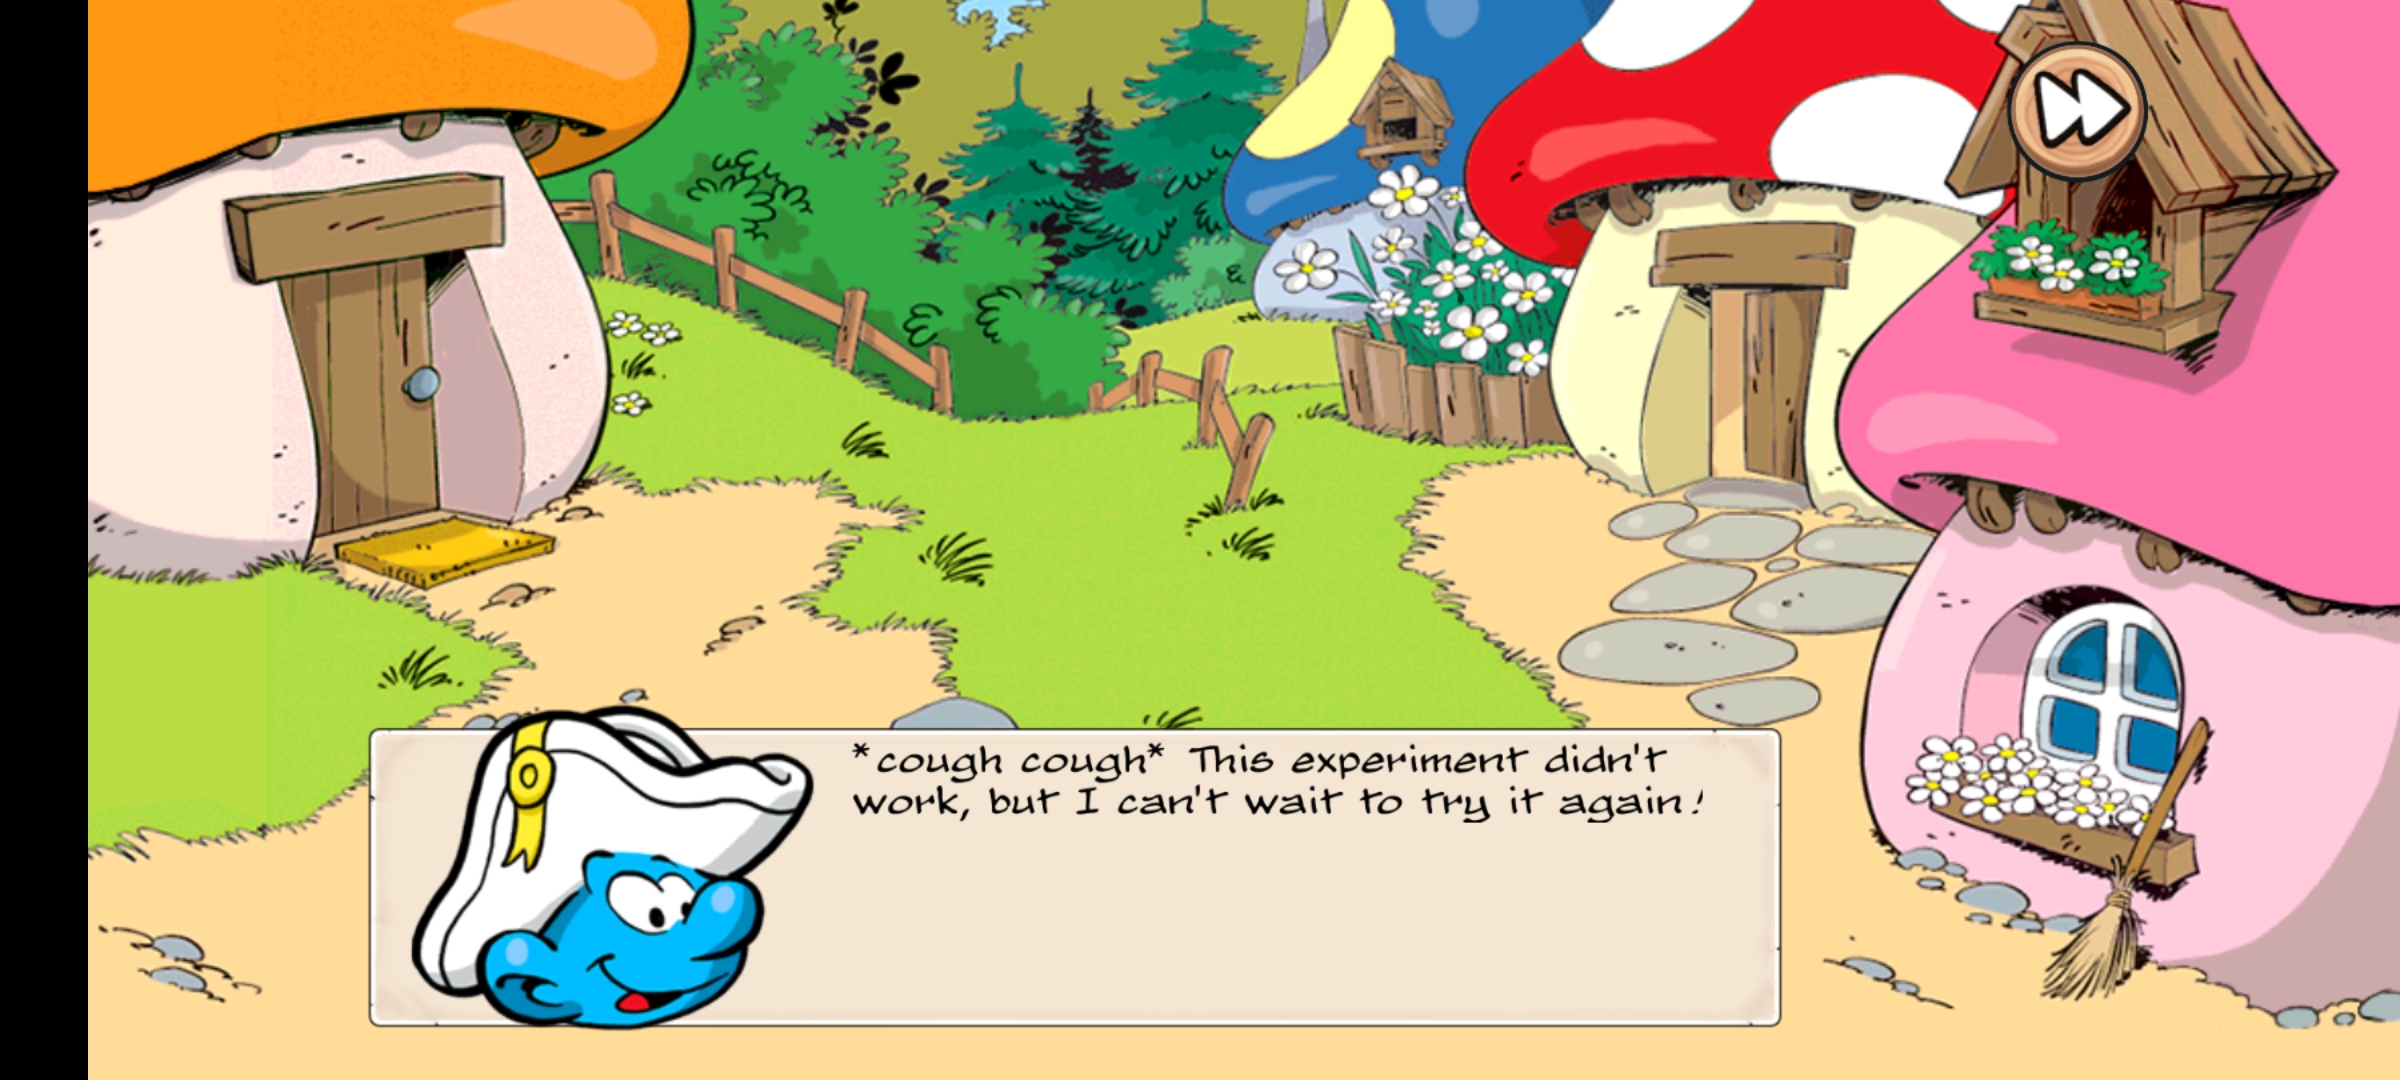 *cough cough* This experiment didn't
work, but I can't wait to try it again!